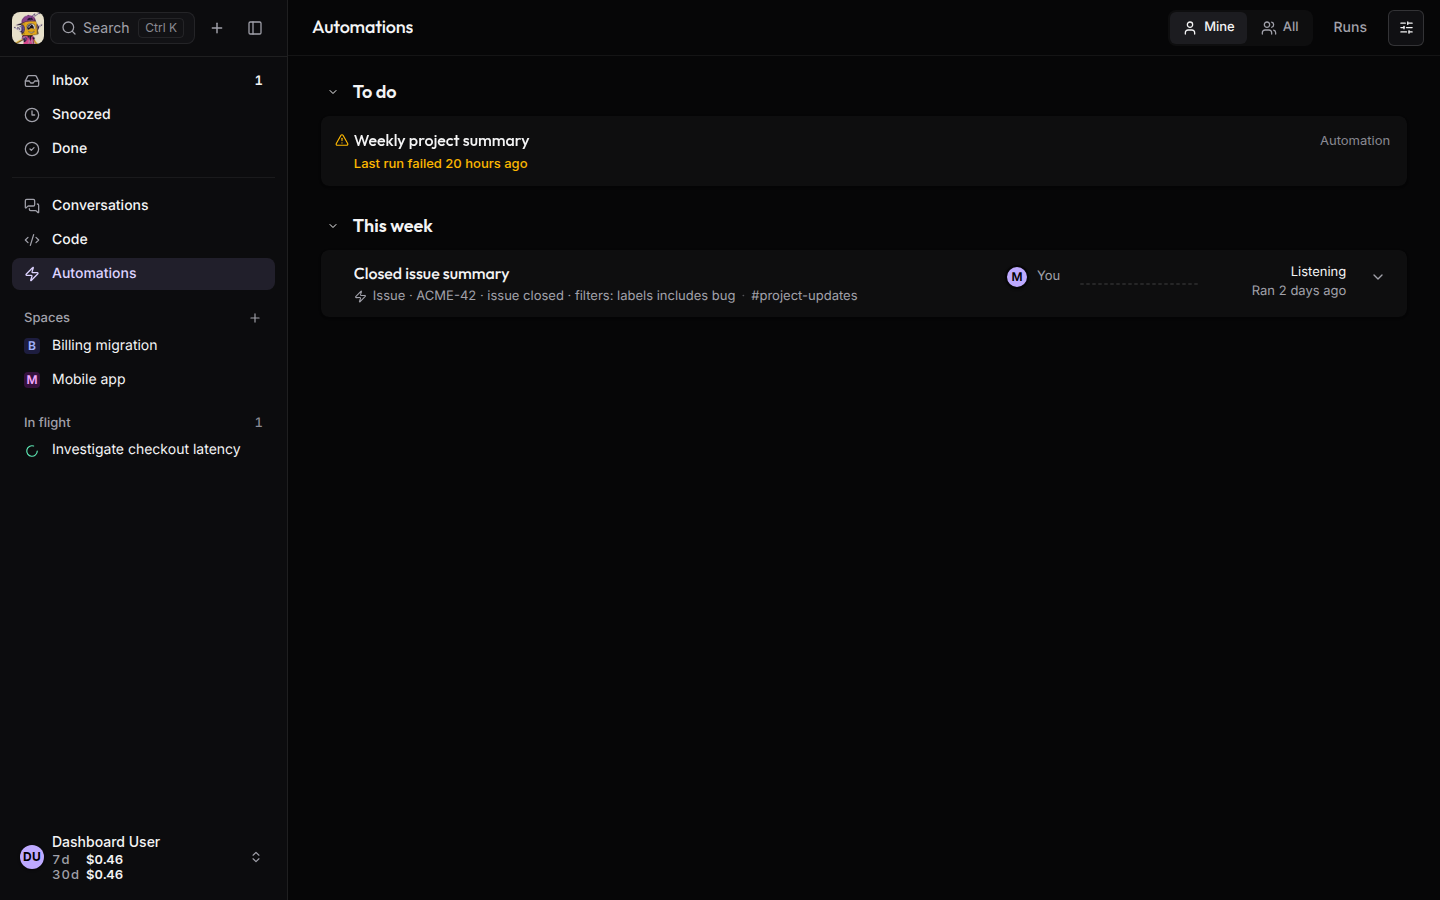 Search Ctrl K
Inbox 1
Snoozed
Done
Conversations
Code
Automations
Spaces
B Billing migration
M Mobile app
In flight 1
Investigate checkout latency
DU Dashboard User
7d $0.46
30d $0.46
Automations
Mine All Runs
To do
Weekly project summary Automation
Last run failed 20 hours ago
This week
Closed issue summary
Issue · ACME-42 · issue closed · filters: labels includes bug · #project-updates
M You
Listening
Ran 2 days ago